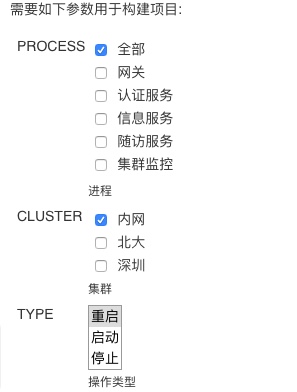 需要如下参数用于构建项目:
PROCESS 全部
网关
认证服务
信息服务
随访服务
集群监控
进程
CLUSTER 内网
北大
深圳
集群
TYPE 重启
启动
停止
操作类型